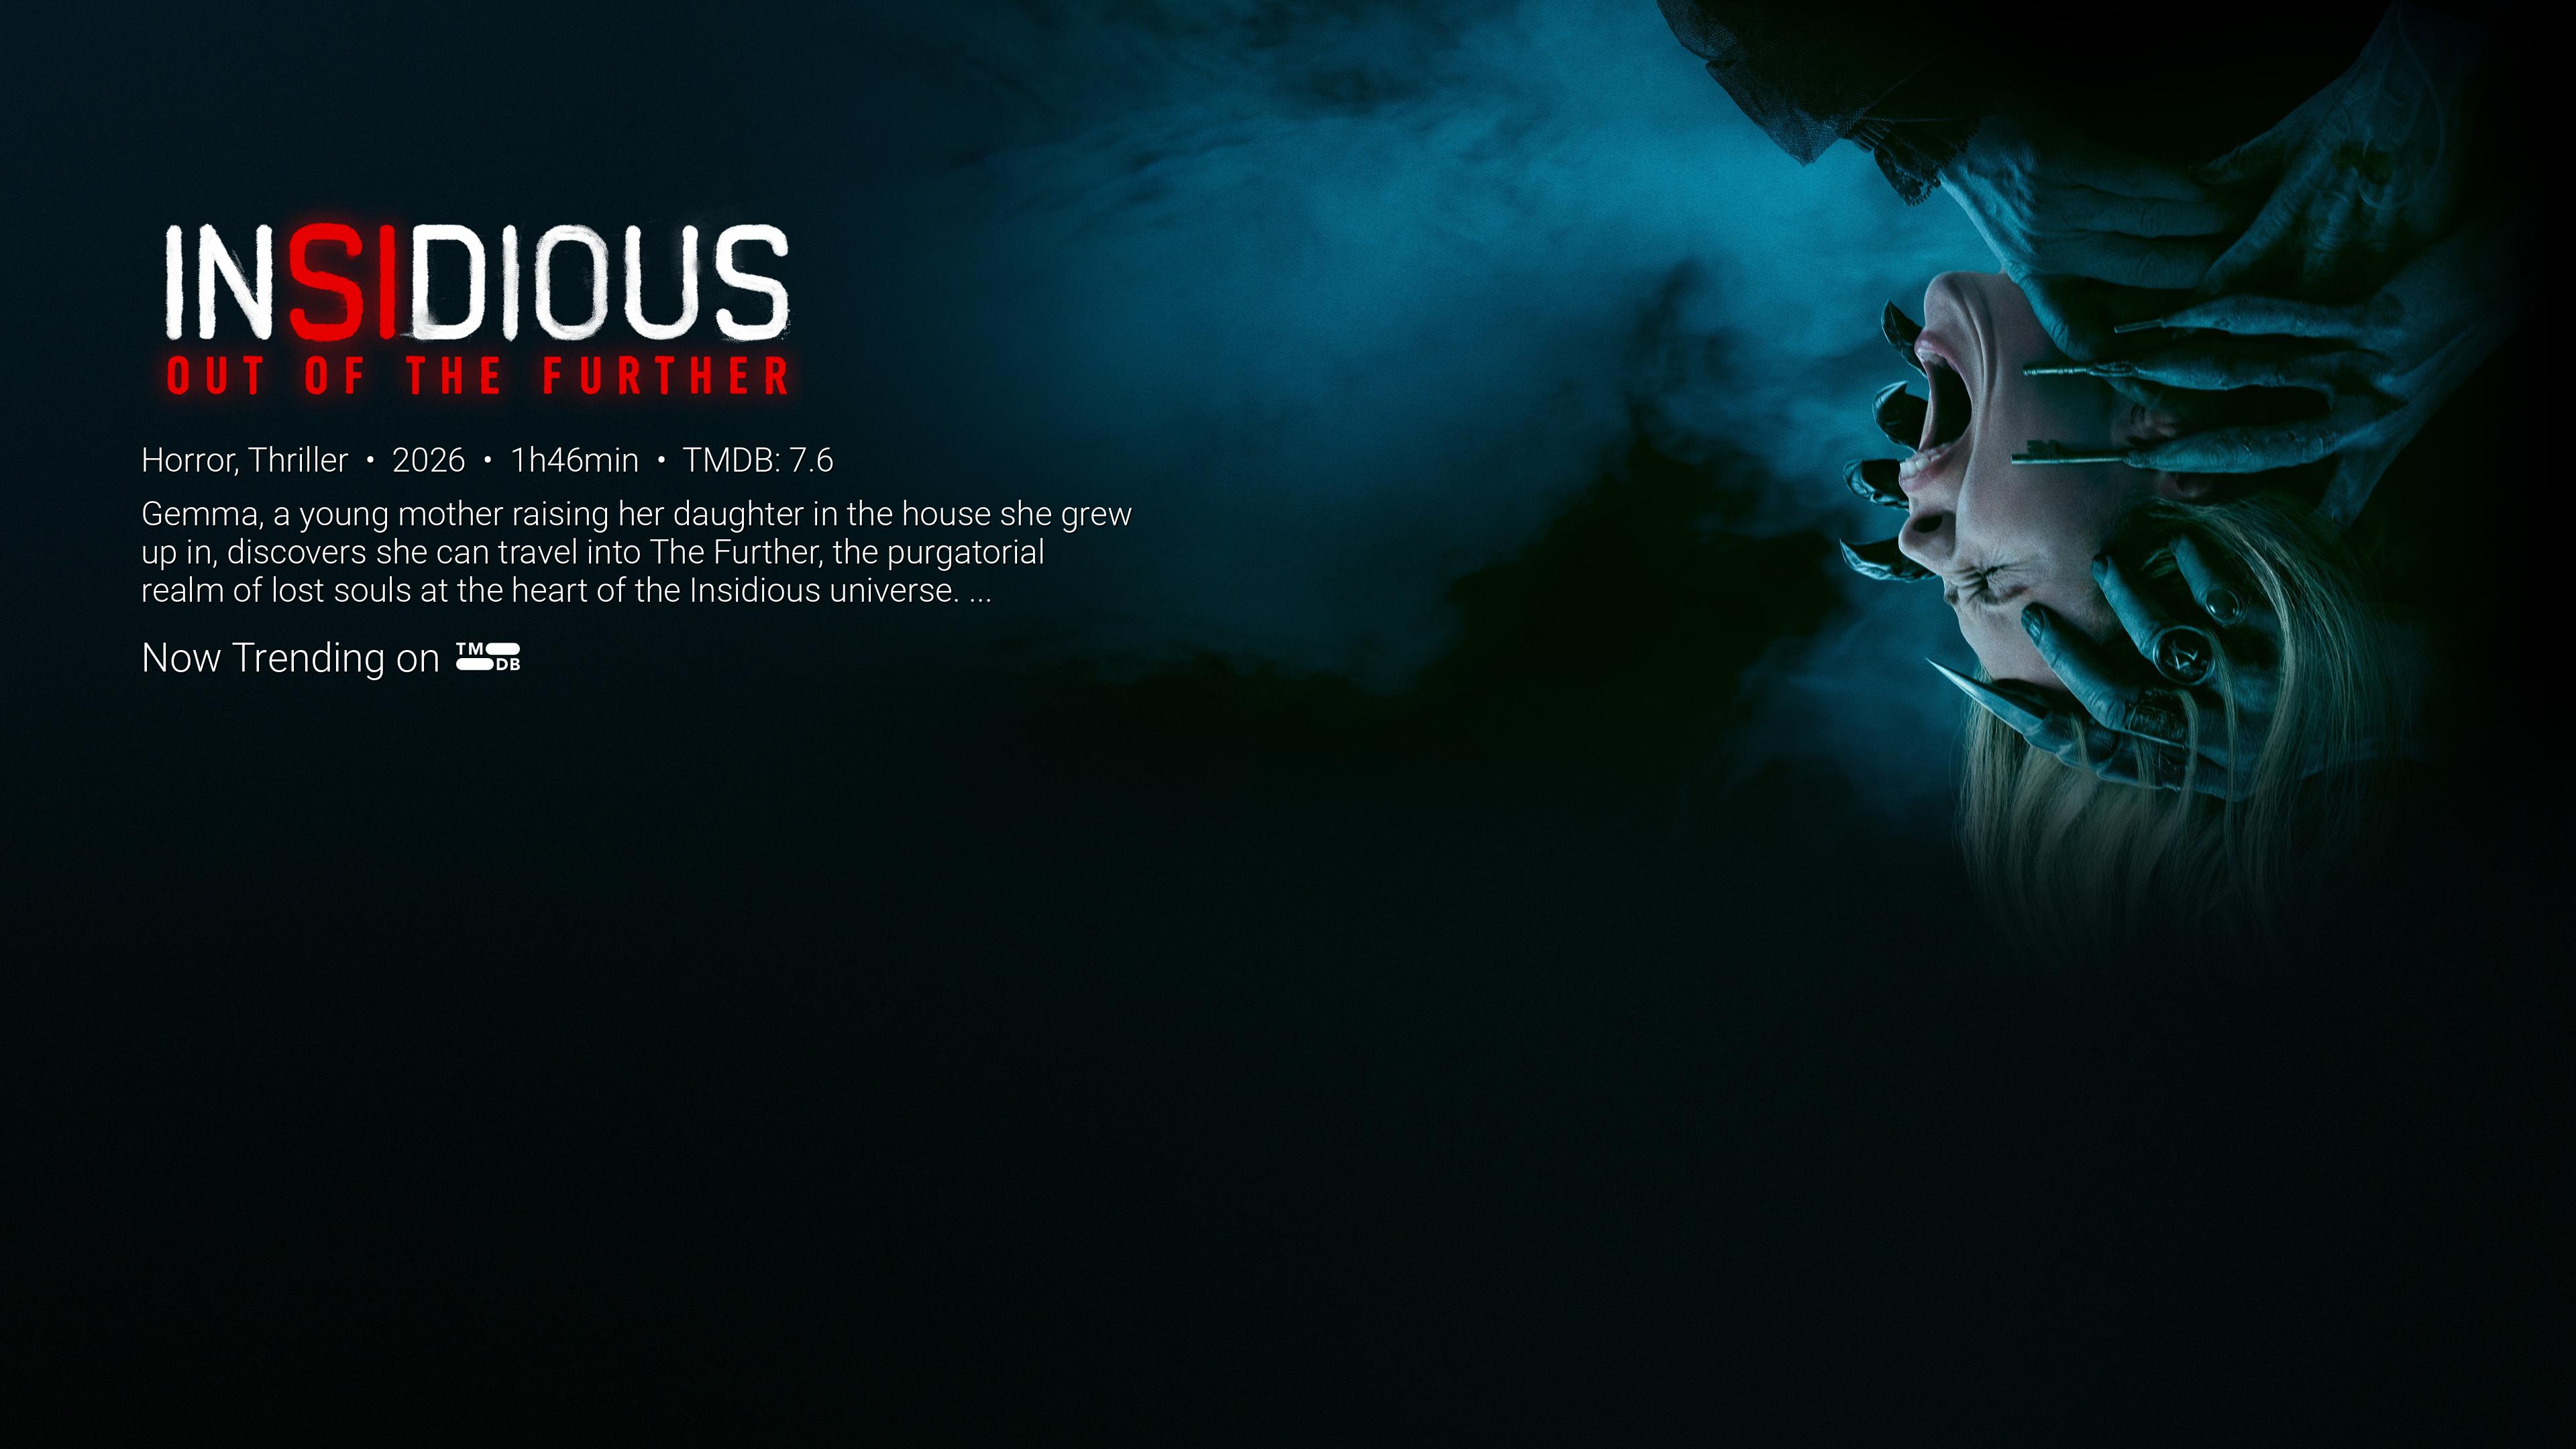 INSIDIOUS
OUT OF THE FURTHER
Horror, Thriller • 2026 • 1h46min • TMDB: 7.6
Gemma, a young mother raising her daughter in the house she grew
up in, discovers she can travel into The Further, the purgatorial
realm of lost souls at the heart of the Insidious universe. ...
Now Trending on TMDB